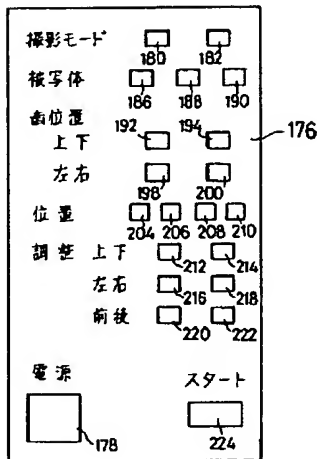 撮影モード
180 182
被写体
186 188 190
歯位置
上下 192 194 176
左右
198 200
位置
204 206 208 210
調整 上下
212 214
左右
216 218
前後
220 222
電源 スタート
178 224